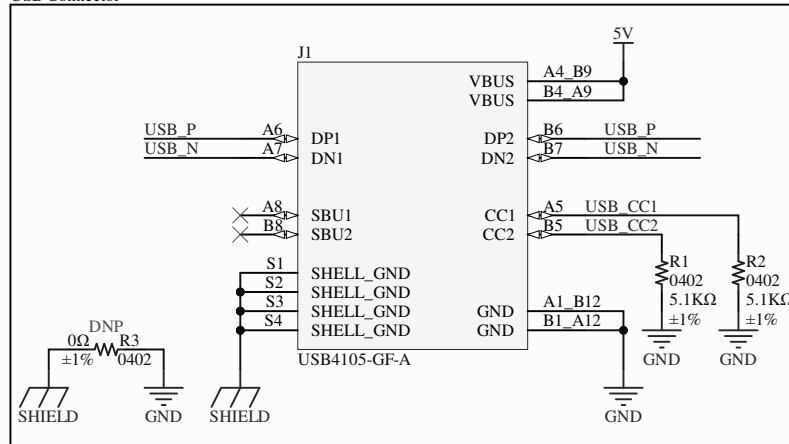 5V
J1
VBUS A4_B9
VBUS B4_A9
USB_P A6 DP1 DP2 B6 USB_P
USB_N A7 DN1 DN2 B7 USB_N
A8 SBU1 CC1 A5 USB_CC1
B8 SBU2 CC2 B5 USB_CC2
S1 SHELL_GND
S2 SHELL_GND
S3 SHELL_GND GND A1_B12
S4 SHELL_GND GND B1_A12
USB4105-GF-A
R1
0402
5.1KΩ
±1%
GND
R2
0402
5.1KΩ
±1%
GND
DNP
0Ω R3
±1% 0402
SHIELD
GND
SHIELD
GND